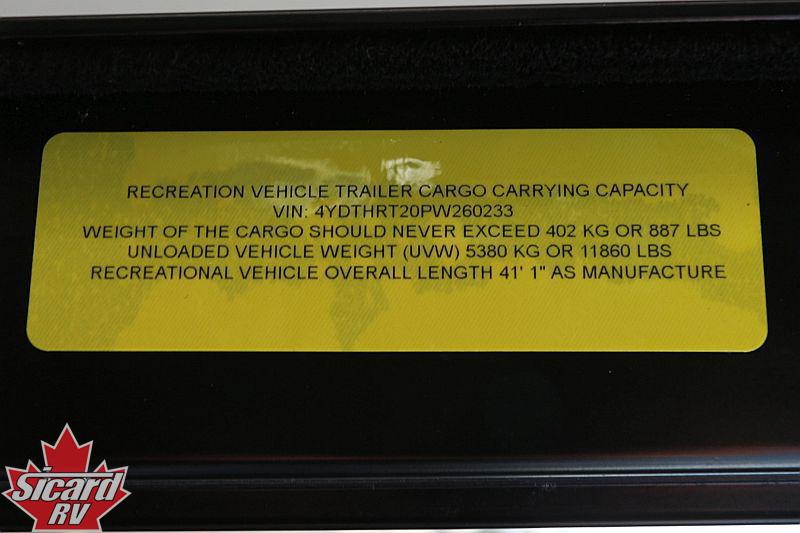 RECREATION VEHICLE TRAILER CARGO CARRYING CAPACITY
VIN: 4YDTHRT20PW260233
WEIGHT OF THE CARGO SHOULD NEVER EXCEED 402 KG OR 887 LBS
UNLOADED VEHICLE WEIGHT (UVW) 5380 KG OR 11860 LBS
RECREATIONAL VEHICLE OVERALL LENGTH 41' 1" AS MANUFACTURE
Sicard
RV